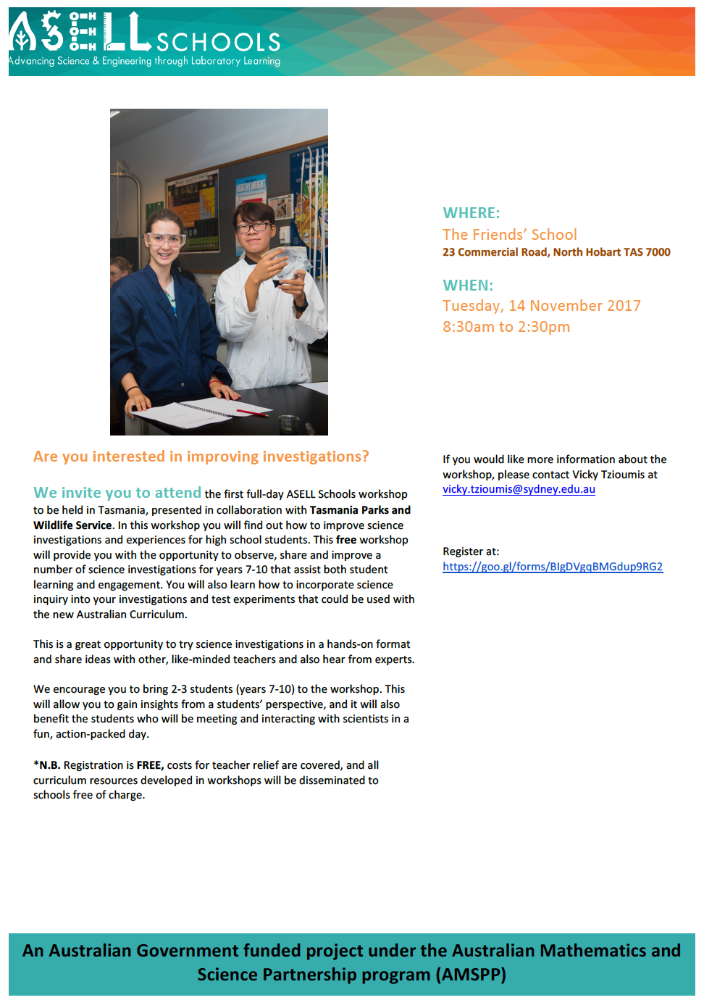 ASELL SCHOOLS
Advancing Science & Engineering through Laboratory Learning
HEALTHY WEIGHT
WHERE:
The Friends’ School
23 Commercial Road, North Hobart TAS 7000
WHEN:
Tuesday, 14 November 2017
8:30am to 2:30pm
Are you interested in improving investigations?
We invite you to attend the first full-day ASELL Schools workshop
to be held in Tasmania, presented in collaboration with Tasmania Parks and
Wildlife Service. In this workshop you will find out how to improve science
investigations and experiences for high school students. This free workshop
will provide you with the opportunity to observe, share and improve a
number of science investigations for years 7-10 that assist both student
learning and engagement. You will also learn how to incorporate science
inquiry into your investigations and test experiments that could be used with
the new Australian Curriculum.
This is a great opportunity to try science investigations in a hands-on format
and share ideas with other, like-minded teachers and also hear from experts.
We encourage you to bring 2-3 students (years 7-10) to the workshop. This
will allow you to gain insights from a students’ perspective, and it will also
benefit the students who will be meeting and interacting with scientists in a
fun, action-packed day.
*N.B. Registration is FREE, costs for teacher relief are covered, and all
curriculum resources developed in workshops will be disseminated to
schools free of charge.
If you would like more information about the
workshop, please contact Vicky Tzioumis at
vicky.tzioumis@sydney.edu.au
Register at:
https://goo.gl/forms/BIgDVgqBMGdup9RG2
An Australian Government funded project under the Australian Mathematics and
Science Partnership program (AMSPP)